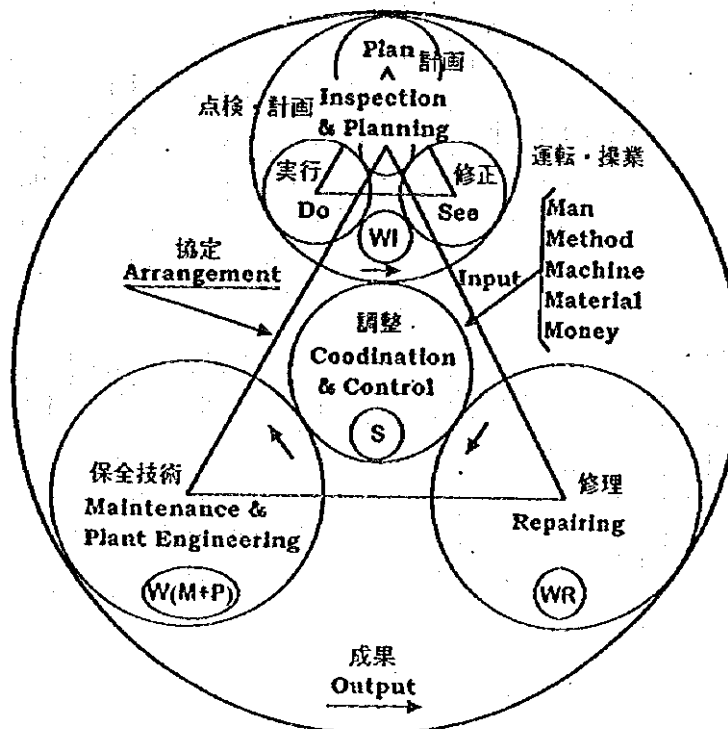 Plan
計画
点検・計画
Inspection
& Planning
実行
Do
修正
See
WI
運転・操業
Man
Method
Machine
Material
Money
Input
協定
Arrangement
調整
Coodination
& Control
S
保全技術
Maintenance &
Plant Engineering
W(M+P)
修理
Repairing
WR
成果
Output